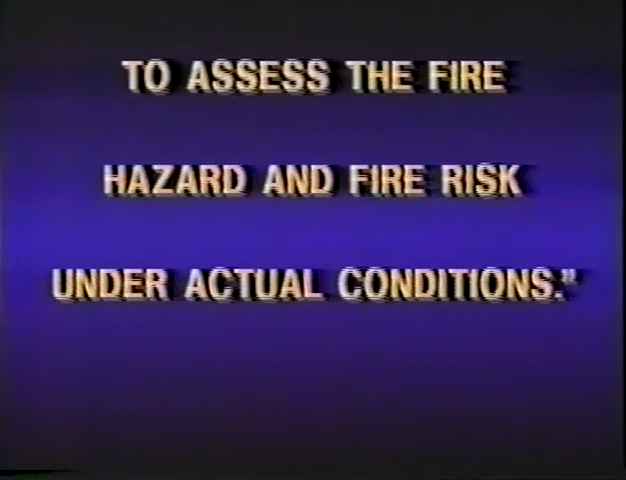 TO ASSESS THE FIRE
HAZARD AND FIRE RISK
UNDER ACTUAL CONDITIONS."